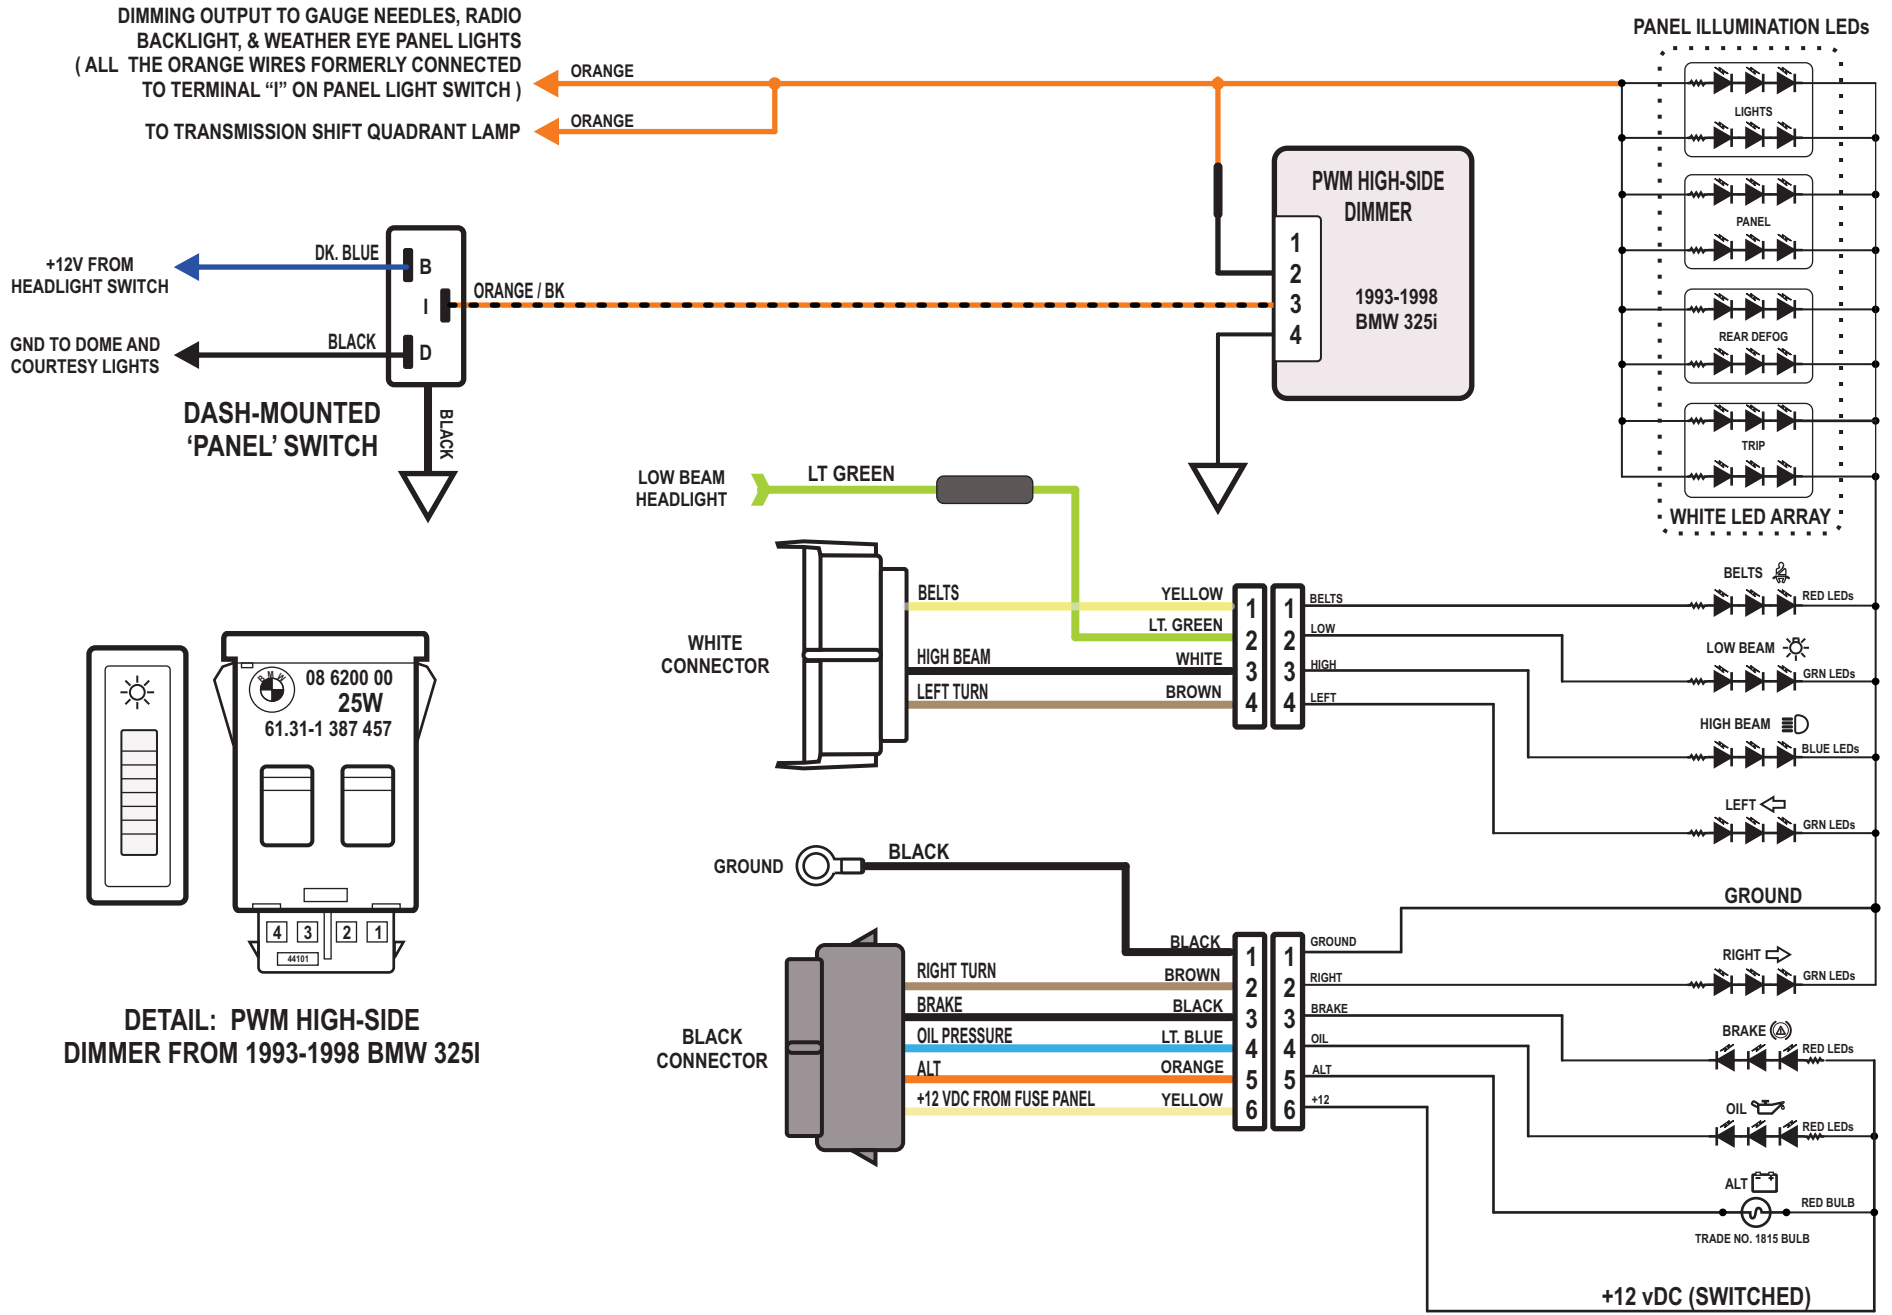 DIMMING OUTPUT TO GAUGE NEEDLES, RADIO
BACKLIGHT, & WEATHER EYE PANEL LIGHTS
( ALL THE ORANGE WIRES FORMERLY CONNECTED
TO TERMINAL “I” ON PANEL LIGHT SWITCH )
ORANGE
TO TRANSMISSION SHIFT QUADRANT LAMP
ORANGE
PANEL ILLUMINATION LEDs
LIGHTS
PANEL
REAR DEFOG
TRIP
WHITE LED ARRAY
PWM HIGH-SIDE
DIMMER
1
2
3
4
1993-1998
BMW 325i
+12V FROM
HEADLIGHT SWITCH
DK. BLUE
B
I
ORANGE / BK
GND TO DOME AND
COURTESY LIGHTS
BLACK
D
DASH-MOUNTED
‘PANEL’ SWITCH
BLACK
LOW BEAM
HEADLIGHT
LT GREEN
WHITE
CONNECTOR
BELTS
YELLOW
LT. GREEN
HIGH BEAM
WHITE
LEFT TURN
BROWN
1
2
3
4
1
2
3
4
BELTS
LOW
HIGH
LEFT
BELTS
RED LEDs
LOW BEAM
GRN LEDs
HIGH BEAM
BLUE LEDs
LEFT
GRN LEDs
BMW
08 6200 00
25W
61.31-1 387 457
4 3 2 1
44101
DETAIL: PWM HIGH-SIDE
DIMMER FROM 1993-1998 BMW 325I
GROUND
BLACK
BLACK
CONNECTOR
BLACK
RIGHT TURN
BROWN
BRAKE
BLACK
OIL PRESSURE
LT. BLUE
ALT
ORANGE
+12 VDC FROM FUSE PANEL
YELLOW
1
2
3
4
5
6
1
2
3
4
5
6
GROUND
RIGHT
BRAKE
OIL
ALT
+12
GROUND
RIGHT
GRN LEDs
BRAKE
RED LEDs
OIL
RED LEDs
ALT
RED BULB
TRADE NO. 1815 BULB
+12 vDC (SWITCHED)